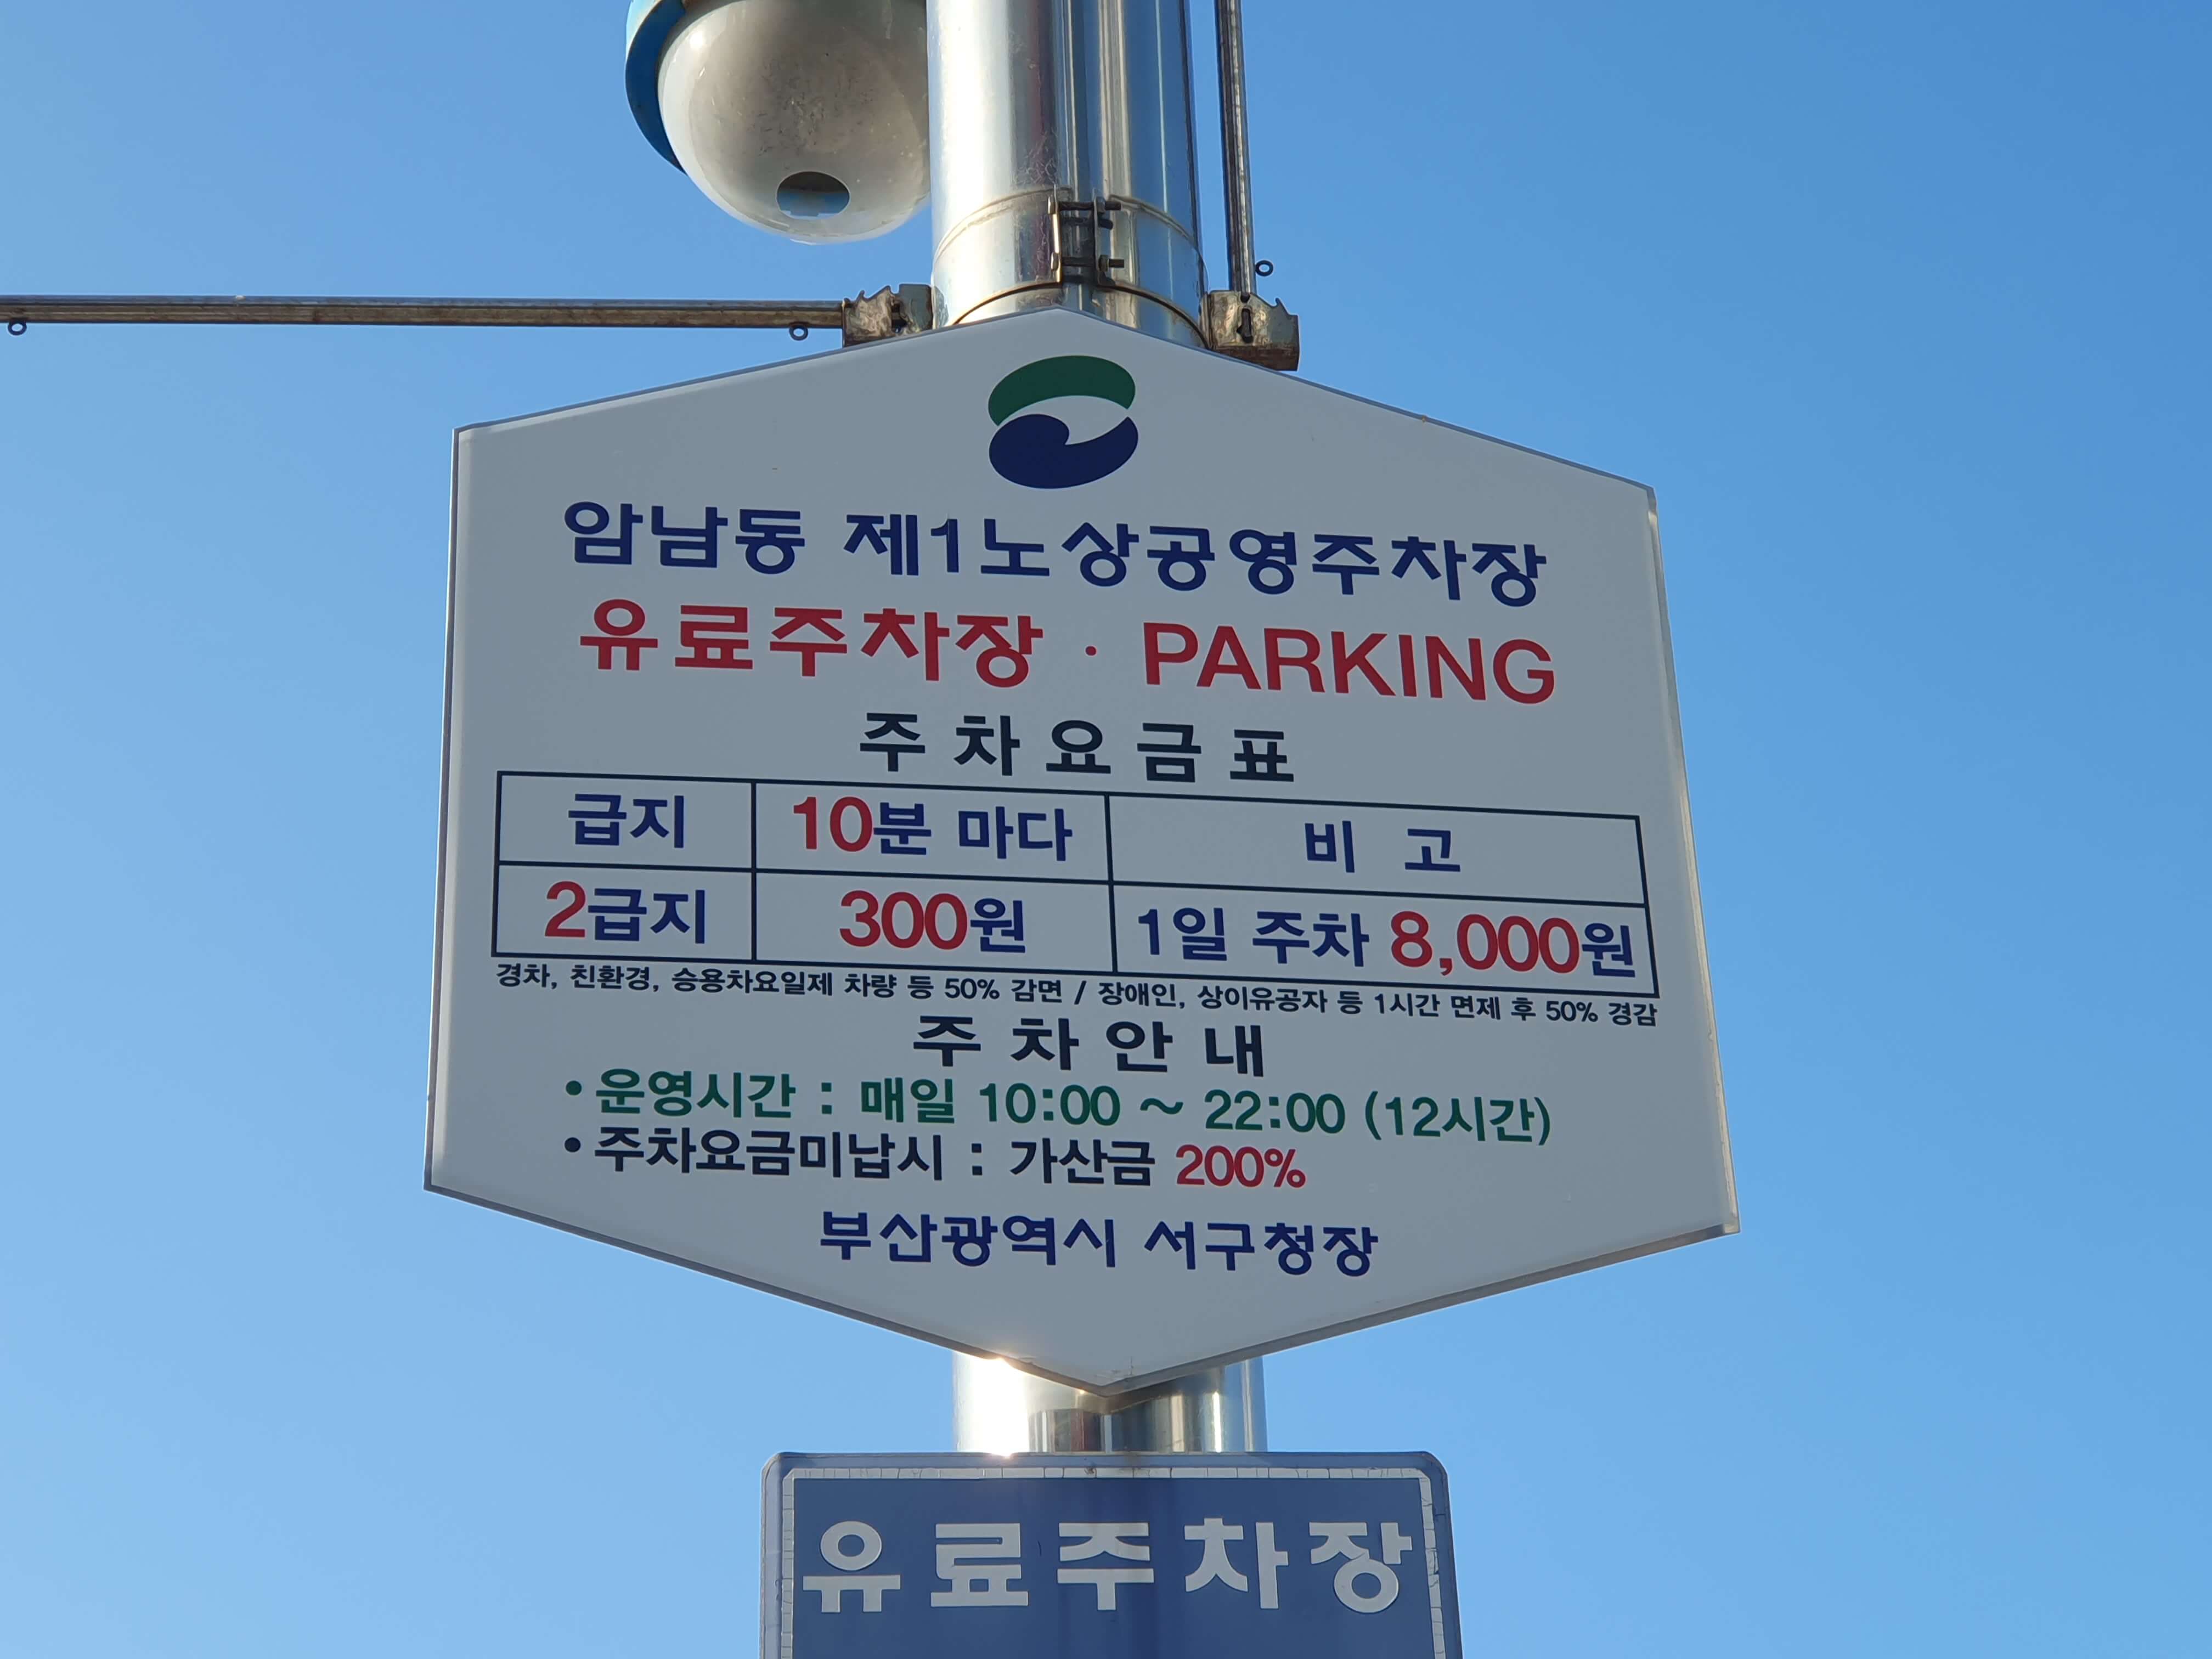 암남동 제1노상공영주차장
유료주차장 · PARKING
주차요금표
급지 10분 마다 비 고
2급지 300원 1일 주차 8,000원
경차, 친환경, 승용차요일제 차량 등 50% 감면 / 장애인, 상이유공자 등 1시간 면제 후 50% 경감
주차안내
• 운영시간 : 매일 10:00 ~ 22:00 (12시간)
• 주차요금미납시 : 가산금 200%
부산광역시 서구청장
유료주차장